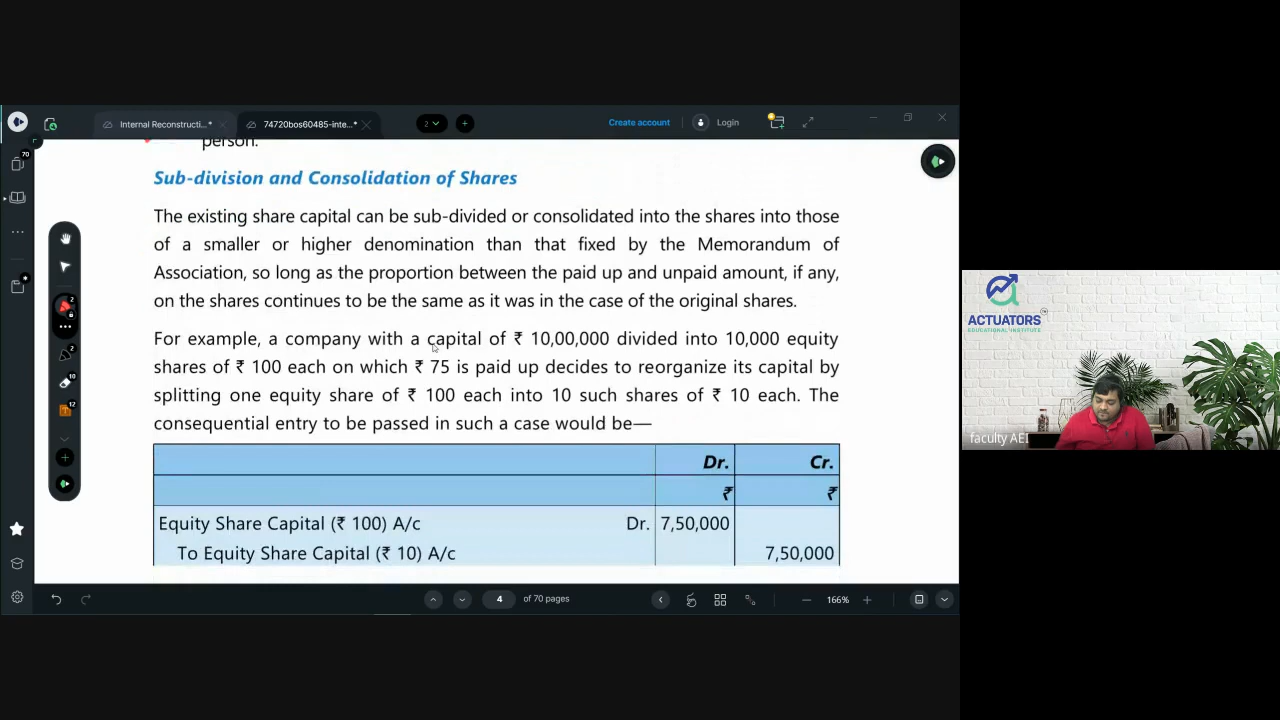 Internal Reconstructi...*
74720bos60485-inte...*
2
Create account
Login
70
person.
Sub-division and Consolidation of Shares
The existing share capital can be sub-divided or consolidated into the shares into those
of a smaller or higher denomination than that fixed by the Memorandum of
Association, so long as the proportion between the paid up and unpaid amount, if any,
on the shares continues to be the same as it was in the case of the original shares.
For example, a company with a capital of ₹ 10,00,000 divided into 10,000 equity
shares of ₹ 100 each on which ₹ 75 is paid up decides to reorganize its capital by
splitting one equity share of ₹ 100 each into 10 such shares of ₹ 10 each. The
consequential entry to be passed in such a case would be—
Dr. Cr.
₹ ₹
Equity Share Capital (₹ 100) A/c Dr. 7,50,000
To Equity Share Capital (₹ 10) A/c 7,50,000
2
2
10
12
4 of 70 pages
166%
ACTUATORS
EDUCATIONAL INSTITUTE
faculty AEI